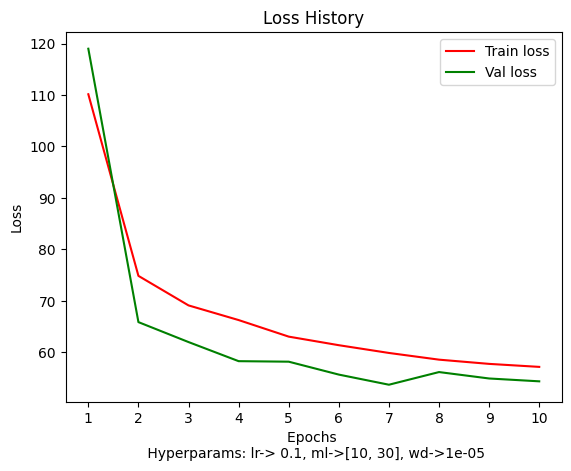 Loss History
120
110
100
90
80
70
60
Loss
Train loss
Val loss
1 2 3 4 5 6 7 8 9 10
Epochs
Hyperparams: lr-> 0.1, ml->[10, 30], wd->1e-05